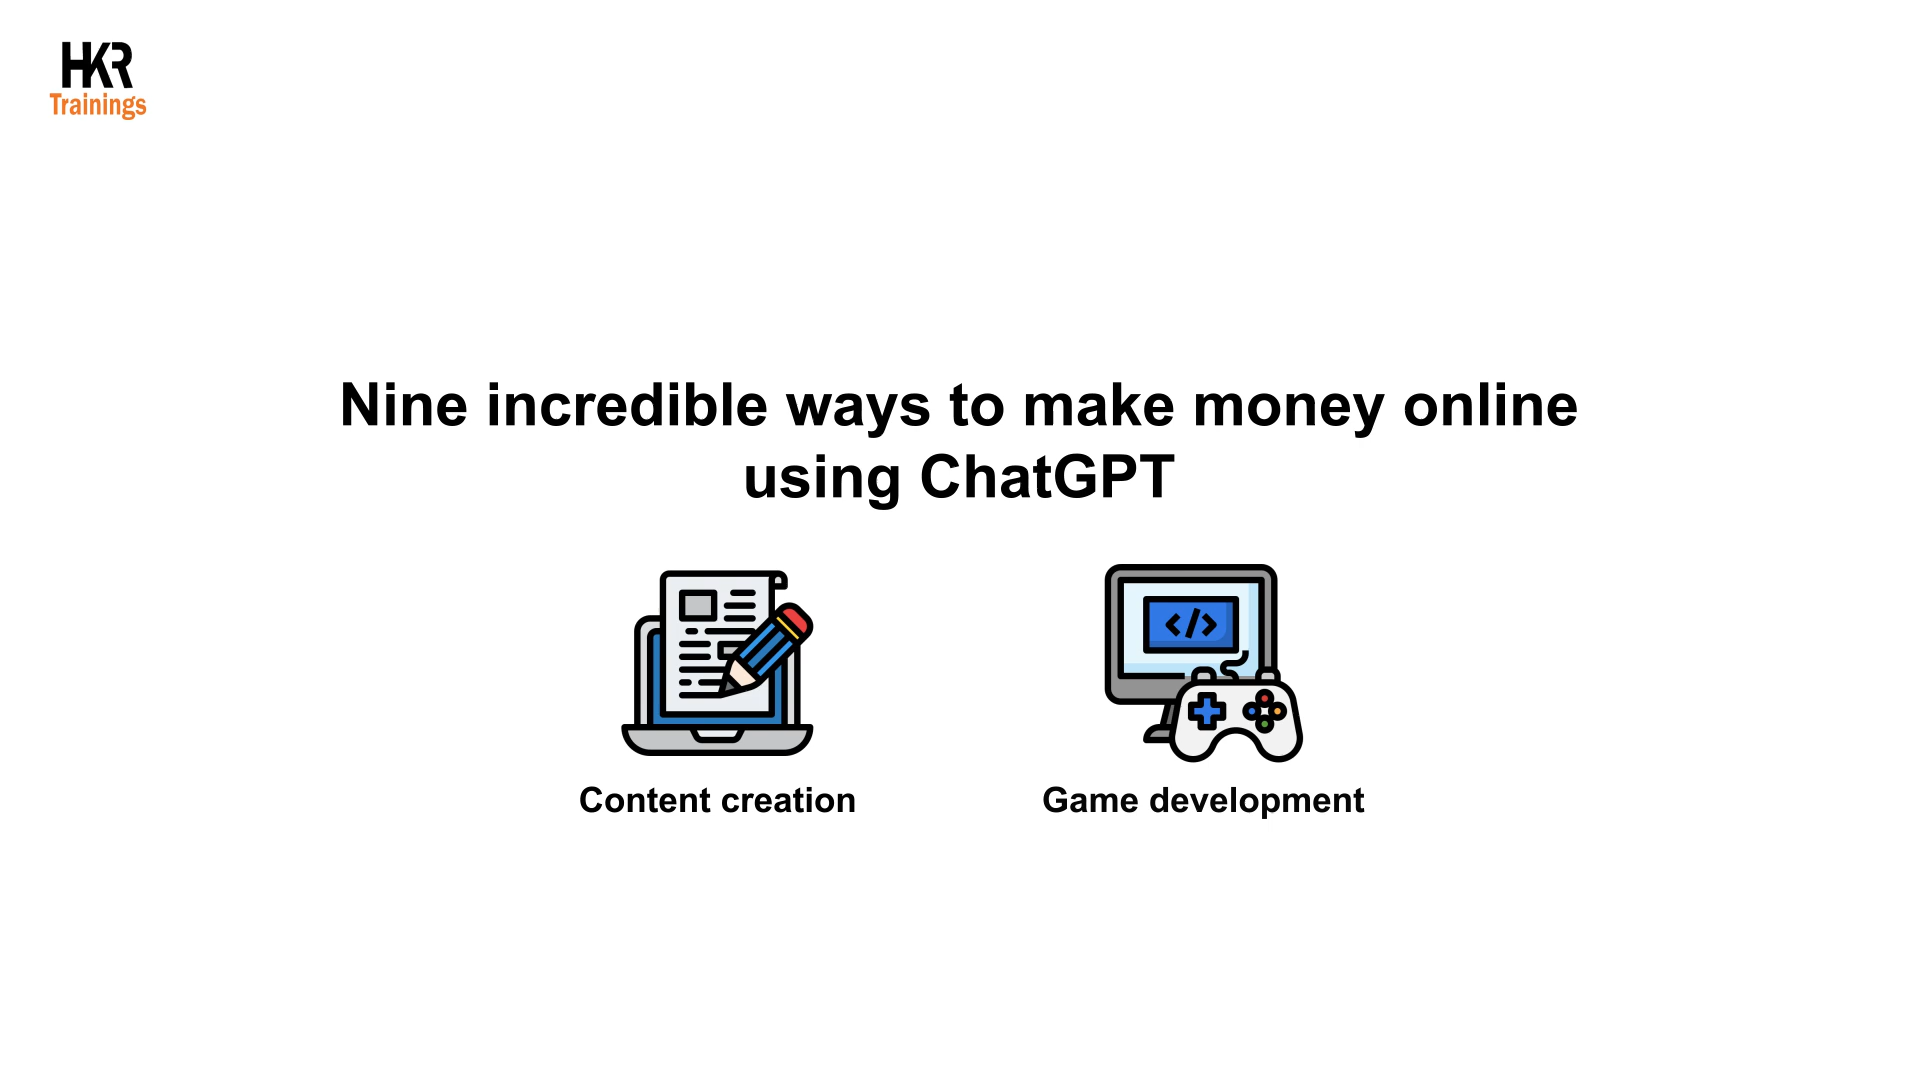 HKR
Trainings
Nine incredible ways to make money online
using ChatGPT
</>
Content creation
Game development